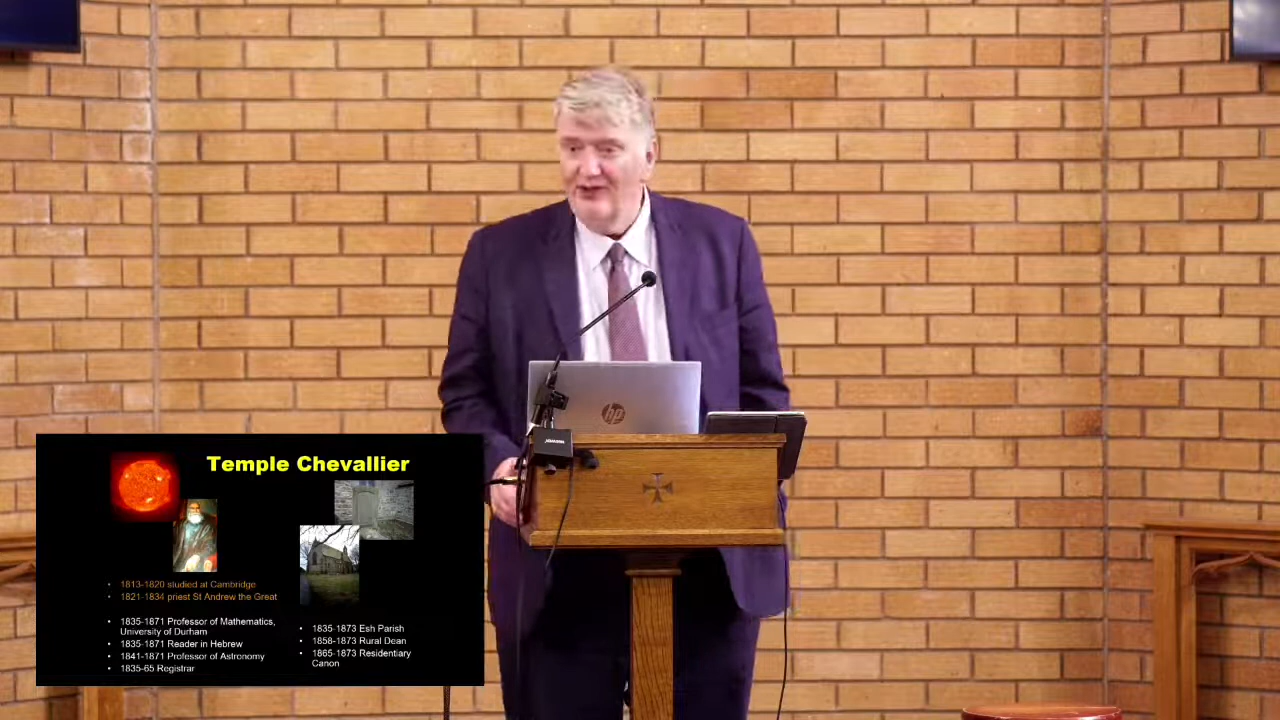 Temple Chevallier
1813-1820 studied at Cambridge
1821-1834 priest St Andrew the Great
1835-1871 Professor of Mathematics,
University of Durham
1835-1871 Reader in Hebrew
1841-1871 Professor of Astronomy
1835-65 Registrar
1835-1873 Esh Parish
1858-1873 Rural Dean
1865-1873 Residentiary
Canon
hp